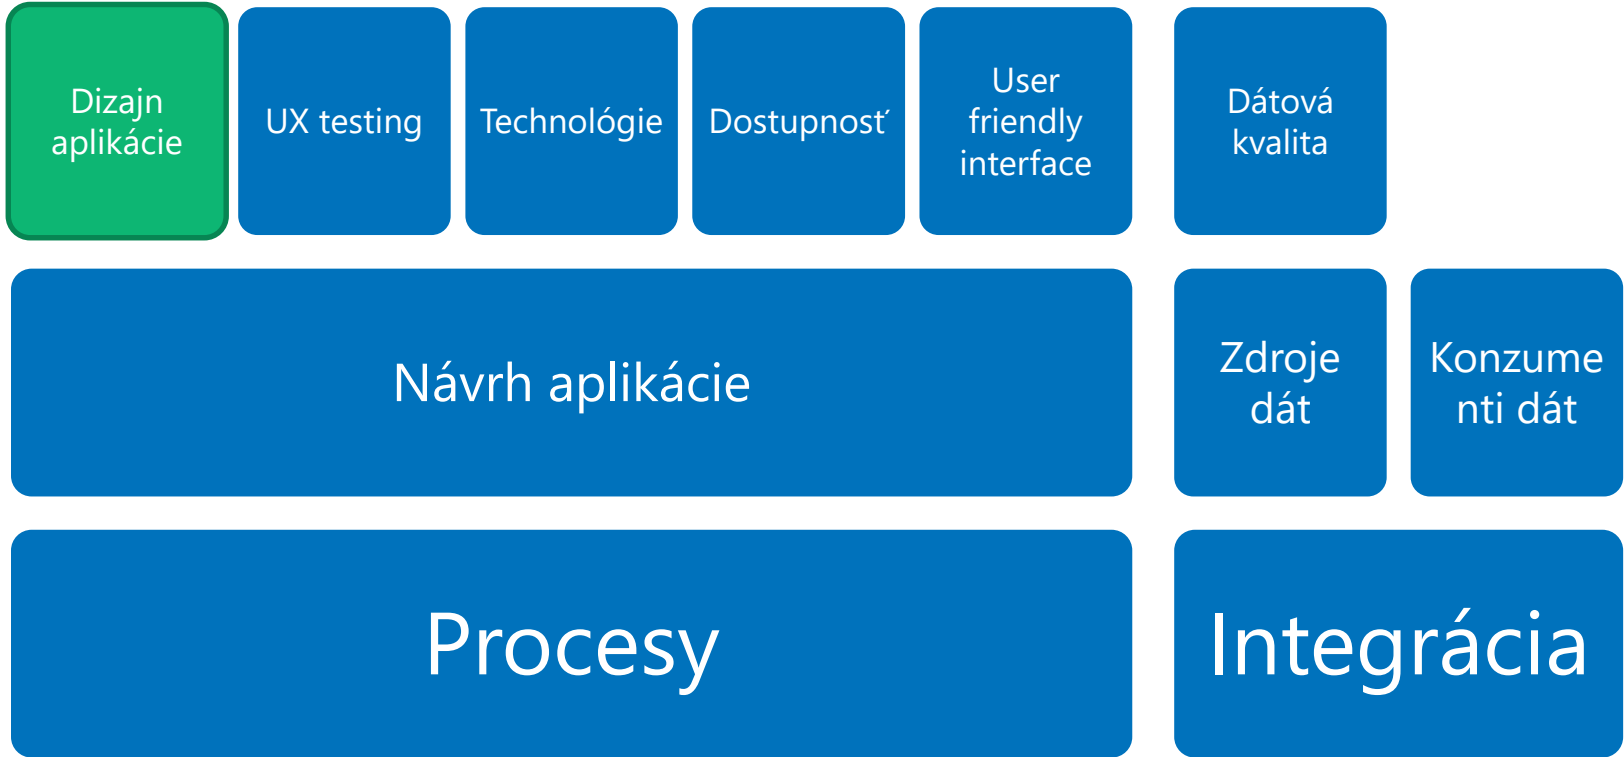 Dizajn
aplikácie
UX testing
Technológie
Dostupnosť
User
friendly
interface
Dátová
kvalita
Návrh aplikácie
Zdroje
dát
Konzume
nti dát
Procesy
Integrácia